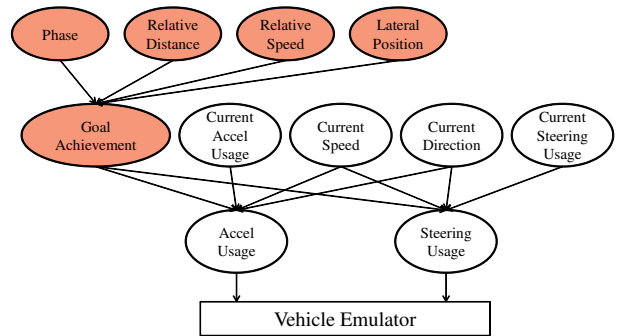 Phase
Relative
Distance
Relative
Speed
Lateral
Position
Goal
Achievement
Current
Accel
Usage
Current
Speed
Current
Direction
Current
Steering
Usage
Accel
Usage
Steering
Usage
Vehicle Emulator